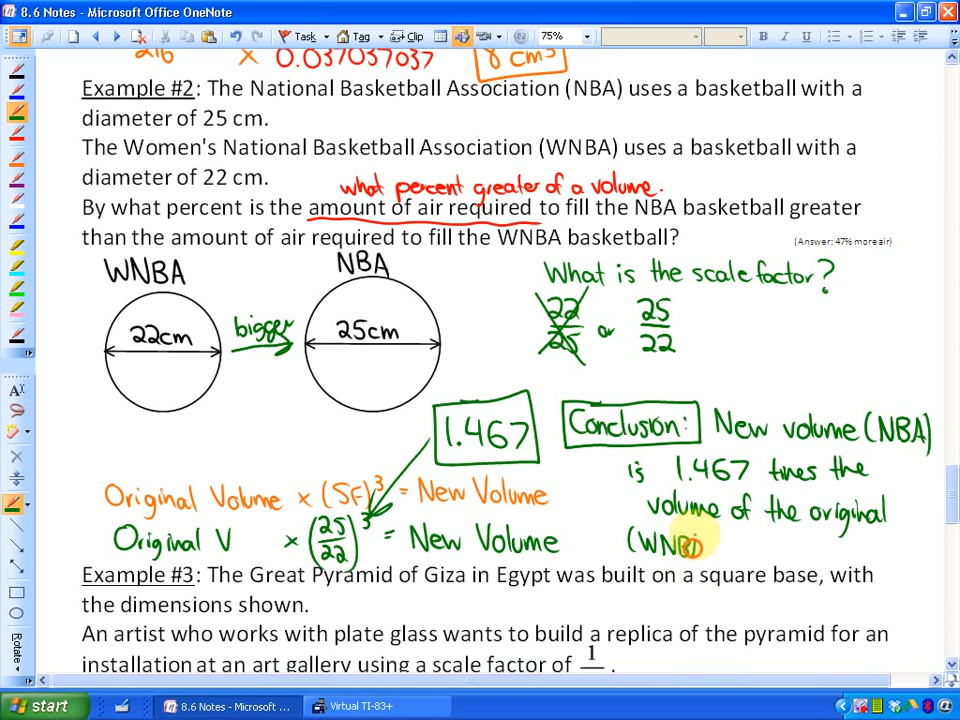 8.6 Notes - Microsoft Office OneNote
Task Tag Clip 75% B I U
216 x 0.037037037 8 cm³
Example #2: The National Basketball Association (NBA) uses a basketball with a
diameter of 25 cm.
The Women's National Basketball Association (WNBA) uses a basketball with a
diameter of 22 cm.
what percent greater of a volume.
By what percent is the amount of air required to fill the NBA basketball greater
than the amount of air required to fill the WNBA basketball?
(Answer: 47% more air)
WNBA NBA
What is the scale factor?
22cm bigger 25cm
22/25 or 25/22
1.467
Conclusion: New volume (NBA)
is 1.467 times the
volume of the original
(WNB
Original Volume x (SF)³ = New Volume
Original V x (25/22)³ = New Volume
Example #3: The Great Pyramid of Giza in Egypt was built on a square base, with
the dimensions shown.
An artist who works with plate glass wants to build a replica of the pyramid for an
installation at an art gallery using a scale factor of 1 .
Rules
start
8.6 Notes - Microsoft ...
Virtual TI-83+